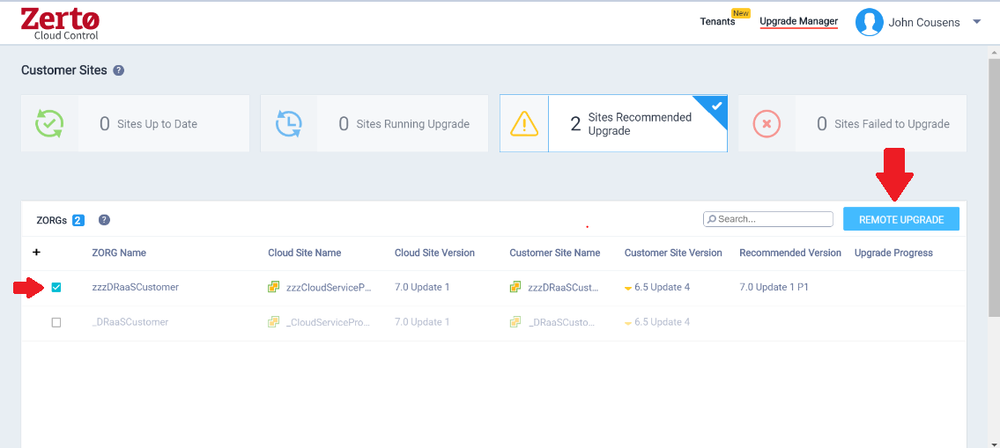 Zertø
Cloud Control
Tenants
New
Upgrade Manager
John Cousens
Customer Sites ?
0 Sites Up to Date
0 Sites Running Upgrade
2 Sites Recommended
Upgrade
0 Sites Failed to Upgrade
ZORGs 2 ?
Search...
REMOTE UPGRADE
+ ZORG Name Cloud Site Name Cloud Site Version Customer Site Name Customer Site Version Recommended Version Upgrade Progress
zzzDRaaSCustomer zzzCloudServiceP... 7.0 Update 1 zzzDRaaSCust... 6.5 Update 4 7.0 Update 1 P1
_DRaaSCustomer _CloudServicePro... 7.0 Update 1 _DRaaSCusto... 6.5 Update 4